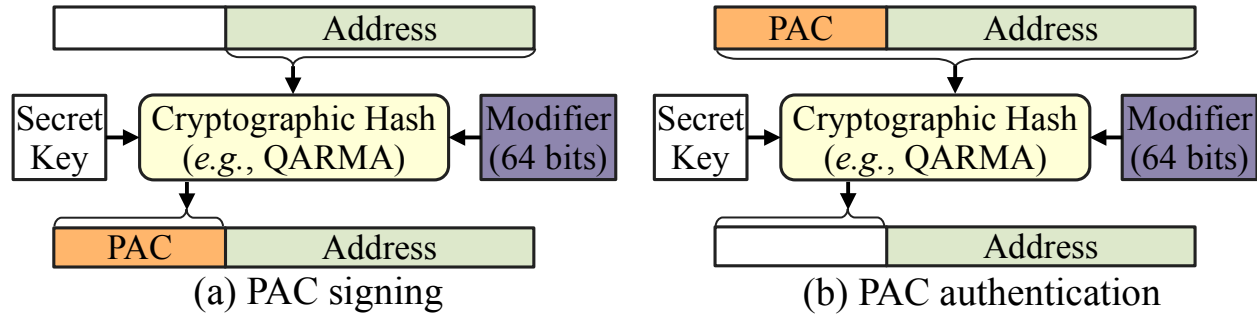 Address
Secret Key
Cryptographic Hash
(e.g., QARMA)
Modifier
(64 bits)
PAC Address
(a) PAC signing
PAC Address
Secret Key
Cryptographic Hash
(e.g., QARMA)
Modifier
(64 bits)
Address
(b) PAC authentication